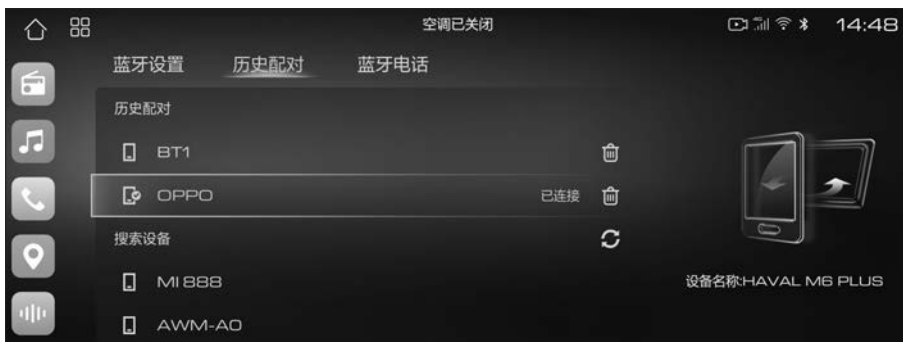 空调已关闭
14:48
蓝牙设置 历史配对 蓝牙电话
历史配对
BT1
OPPO 已连接
搜索设备
MI 888
设备名称:HAVAL M6 PLUS
AWM-AO